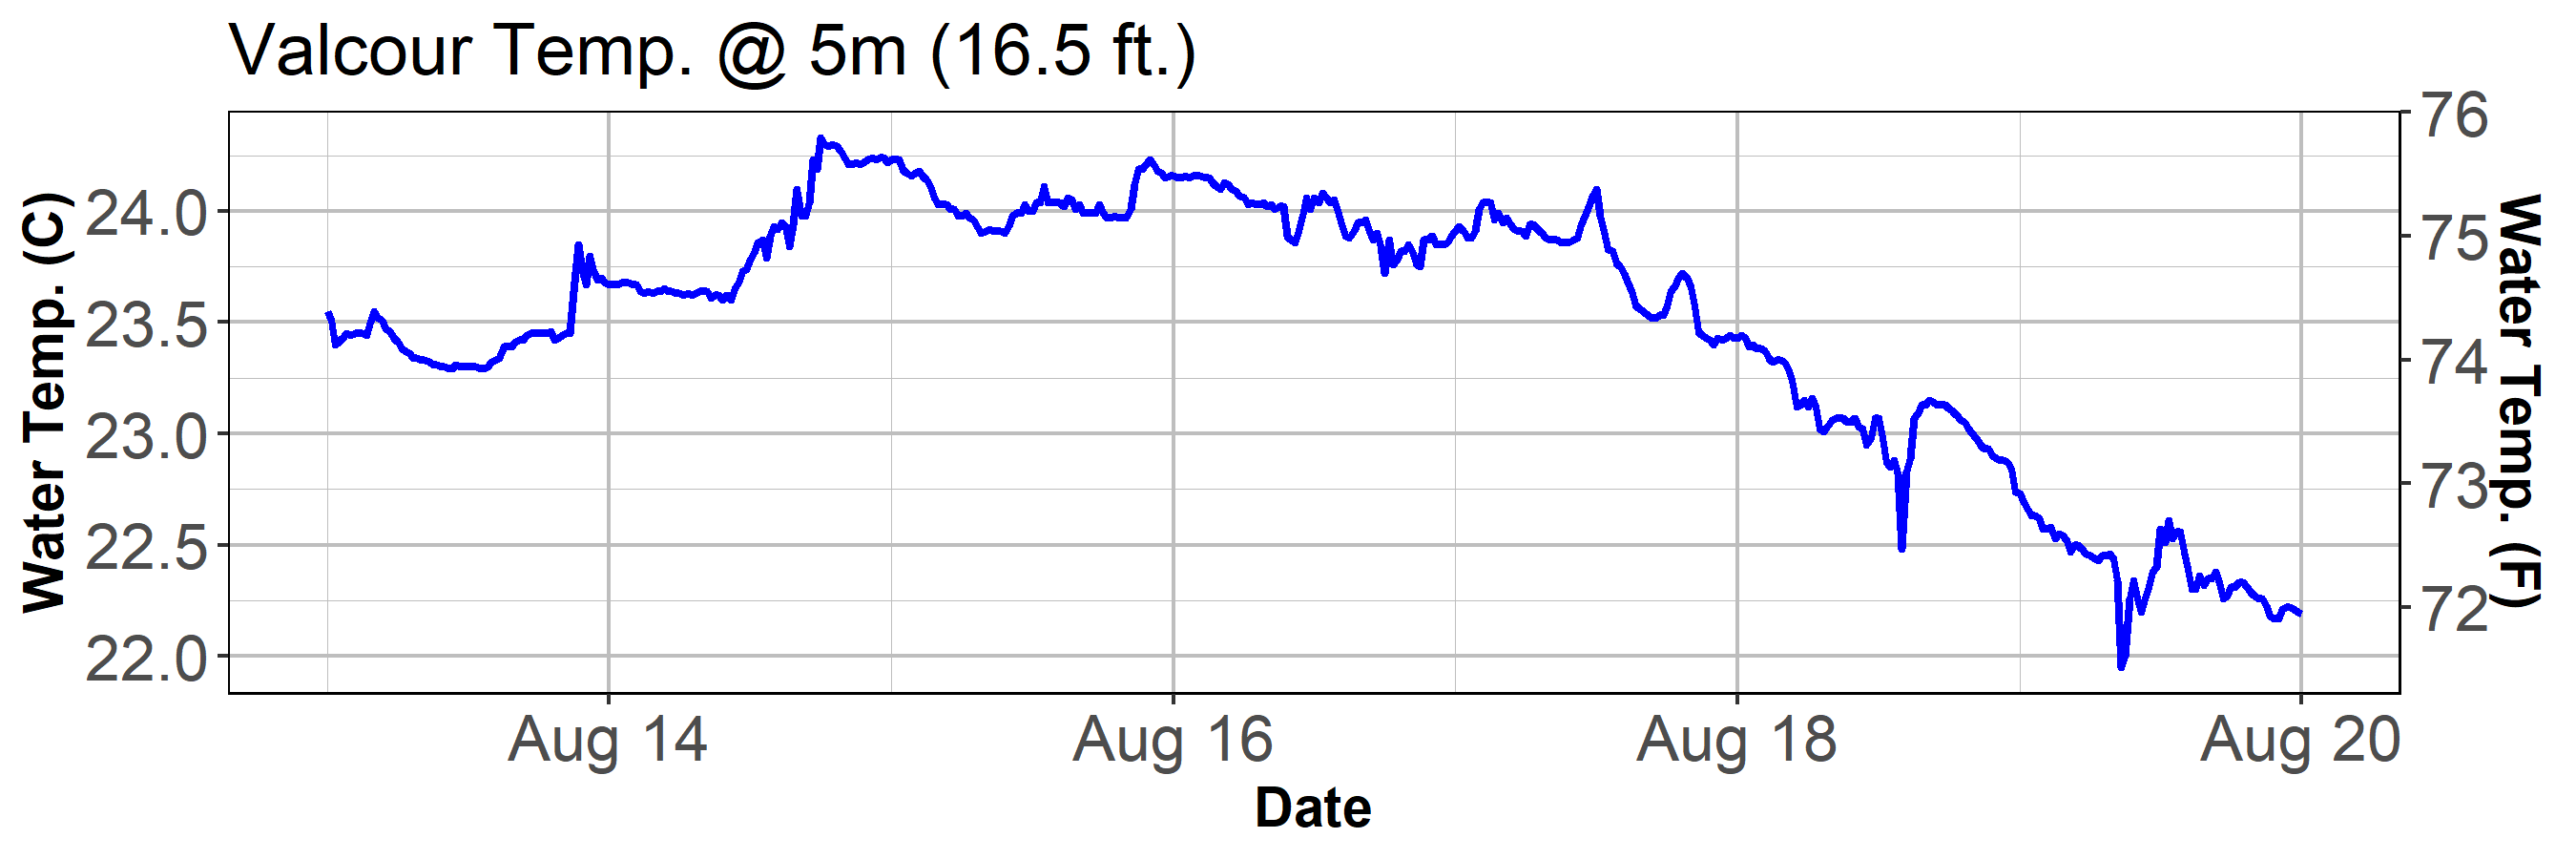 Valcour Temp. @ 5m (16.5 ft.)
Water Temp. (C)
24.0
23.5
23.0
22.5
22.0
76
75
74
73
72
Water Temp. (F)
Aug 14 Aug 16 Aug 18 Aug 20
Date